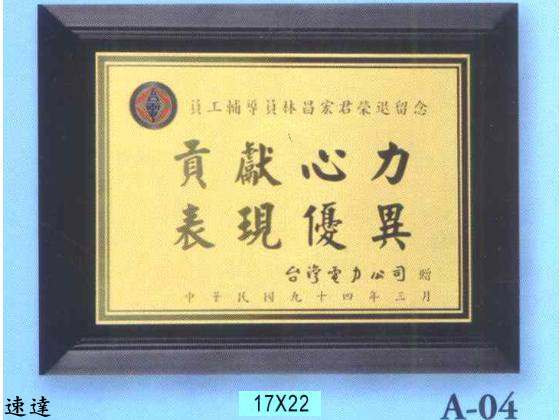 員工輔導員林昌宏君榮退留念
貢獻心力
表現優異
台灣電力公司 贈
中華民國九十四年三月
速達
17X22
A-04